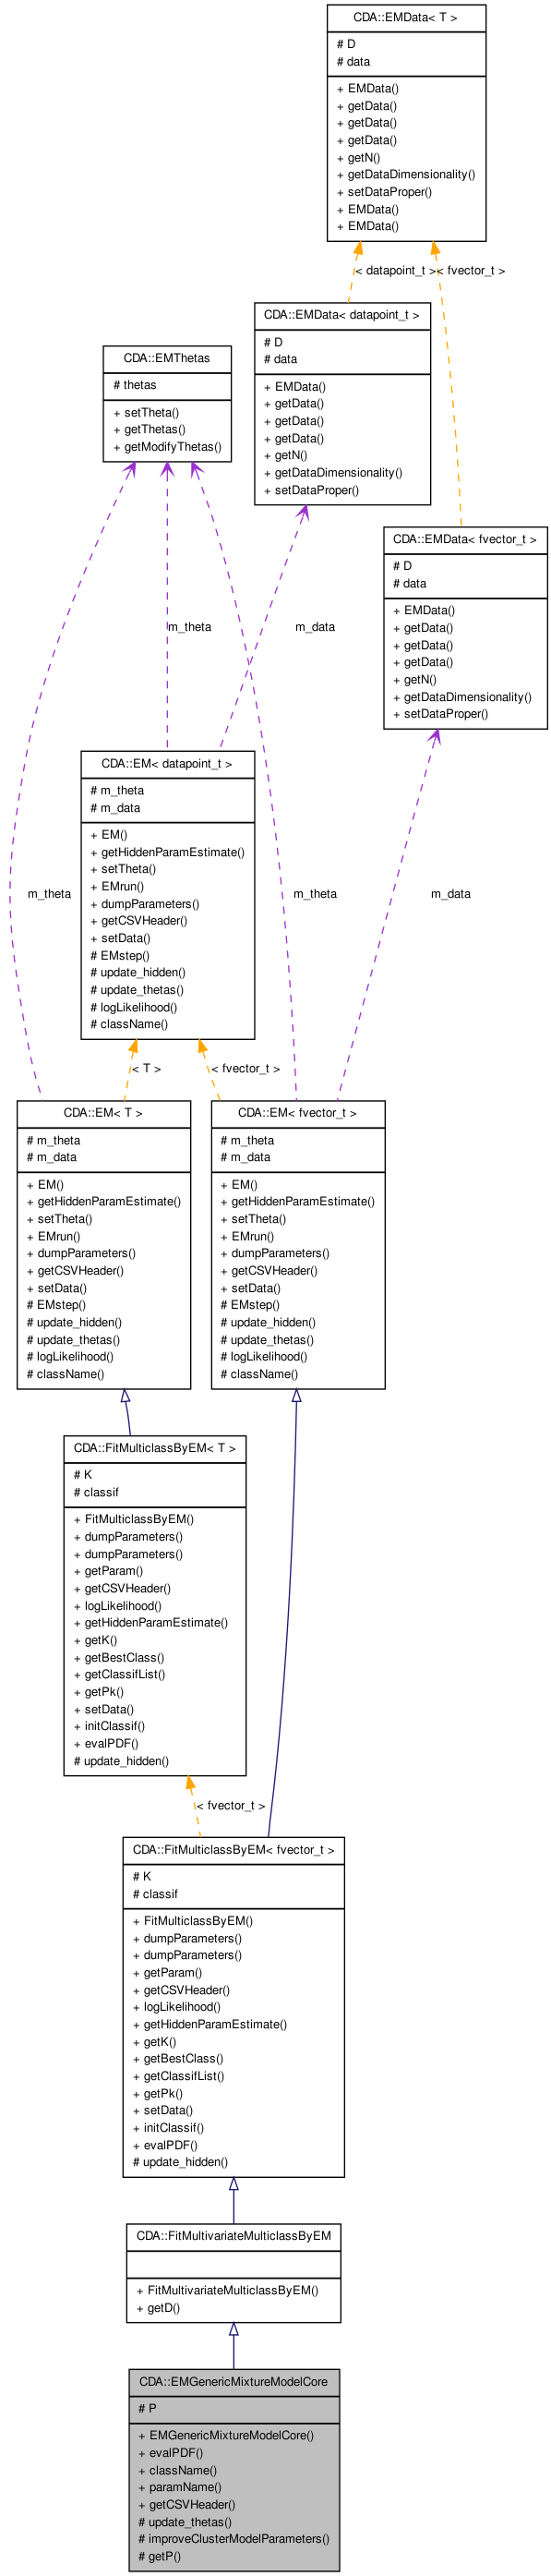 CDA::EMData< T >
# D
# data
+ EMData()
+ getData()
+ getData()
+ getData()
+ getN()
+ getDataDimensionality()
+ setDataProper()
+ EMData()
+ EMData()
< datapoint_t >
< fvector_t >
CDA::EMData< datapoint_t >
# D
# data
+ EMData()
+ getData()
+ getData()
+ getData()
+ getN()
+ getDataDimensionality()
+ setDataProper()
CDA::EMThetas
# thetas
+ setTheta()
+ getThetas()
+ getModifyThetas()
CDA::EMData< fvector_t >
# D
# data
+ EMData()
+ getData()
+ getData()
+ getData()
+ getN()
+ getDataDimensionality()
+ setDataProper()
m_theta
m_data
CDA::EM< datapoint_t >
# m_theta
# m_data
+ EM()
+ getHiddenParamEstimate()
+ setTheta()
+ EMrun()
+ dumpParameters()
+ getCSVHeader()
+ setData()
# EMstep()
# update_hidden()
# update_thetas()
# logLikelihood()
# className()
m_theta
m_theta
m_data
< T >
< fvector_t >
CDA::EM< T >
# m_theta
# m_data
+ EM()
+ getHiddenParamEstimate()
+ setTheta()
+ EMrun()
+ dumpParameters()
+ getCSVHeader()
+ setData()
# EMstep()
# update_hidden()
# update_thetas()
# logLikelihood()
# className()
CDA::EM< fvector_t >
# m_theta
# m_data
+ EM()
+ getHiddenParamEstimate()
+ setTheta()
+ EMrun()
+ dumpParameters()
+ getCSVHeader()
+ setData()
# EMstep()
# update_hidden()
# update_thetas()
# logLikelihood()
# className()
CDA::FitMulticlassByEM< T >
# K
# classif
+ FitMulticlassByEM()
+ dumpParameters()
+ dumpParameters()
+ getParam()
+ getCSVHeader()
+ logLikelihood()
+ getHiddenParamEstimate()
+ getK()
+ getBestClass()
+ getClassifList()
+ getPk()
+ setData()
+ initClassif()
+ evalPDF()
# update_hidden()
< fvector_t >
CDA::FitMulticlassByEM< fvector_t >
# K
# classif
+ FitMulticlassByEM()
+ dumpParameters()
+ dumpParameters()
+ getParam()
+ getCSVHeader()
+ logLikelihood()
+ getHiddenParamEstimate()
+ getK()
+ getBestClass()
+ getClassifList()
+ getPk()
+ setData()
+ initClassif()
+ evalPDF()
# update_hidden()
CDA::FitMultivariateMulticlassByEM
+ FitMultivariateMulticlassByEM()
+ getD()
CDA::EMGenericMixtureModelCore
# P
+ EMGenericMixtureModelCore()
+ evalPDF()
+ className()
+ paramName()
+ getCSVHeader()
# update_thetas()
# improveClusterModelParameters()
# getP()